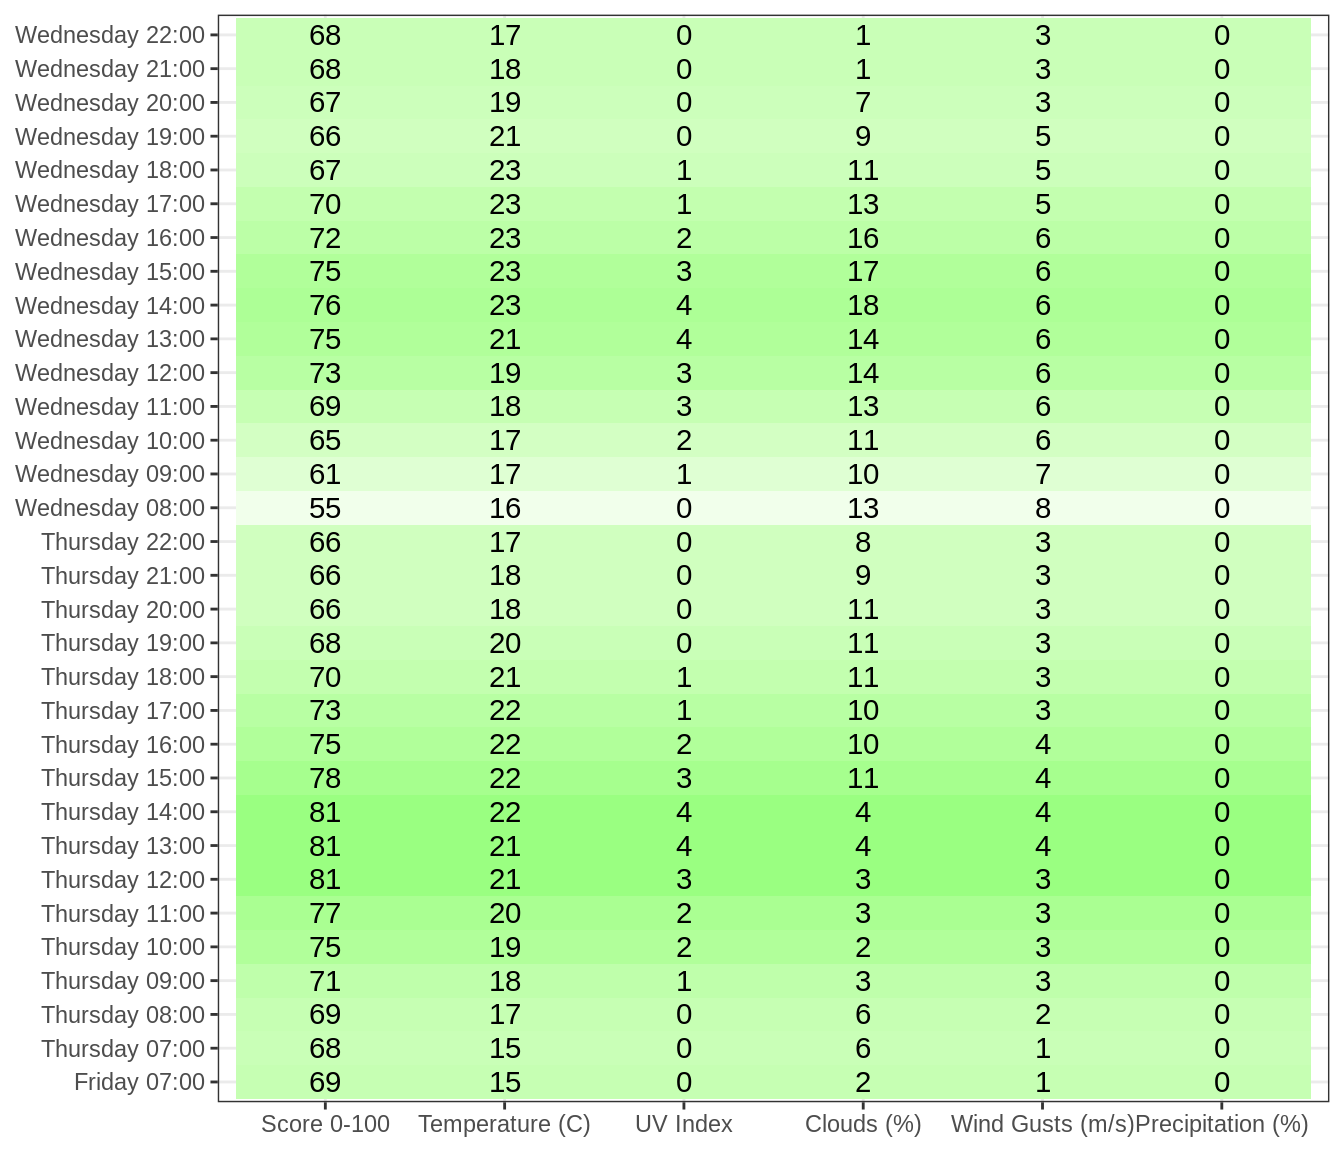 Wednesday 22:00 68 17 0 1 3 0
Wednesday 21:00 68 18 0 1 3 0
Wednesday 20:00 67 19 0 7 3 0
Wednesday 19:00 66 21 0 9 5 0
Wednesday 18:00 67 23 1 11 5 0
Wednesday 17:00 70 23 1 13 5 0
Wednesday 16:00 72 23 2 16 6 0
Wednesday 15:00 75 23 3 17 6 0
Wednesday 14:00 76 23 4 18 6 0
Wednesday 13:00 75 21 4 14 6 0
Wednesday 12:00 73 19 3 14 6 0
Wednesday 11:00 69 18 3 13 6 0
Wednesday 10:00 65 17 2 11 6 0
Wednesday 09:00 61 17 1 10 7 0
Wednesday 08:00 55 16 0 13 8 0
Thursday 22:00 66 17 0 8 3 0
Thursday 21:00 66 18 0 9 3 0
Thursday 20:00 66 18 0 11 3 0
Thursday 19:00 68 20 0 11 3 0
Thursday 18:00 70 21 1 11 3 0
Thursday 17:00 73 22 1 10 3 0
Thursday 16:00 75 22 2 10 4 0
Thursday 15:00 78 22 3 11 4 0
Thursday 14:00 81 22 4 4 4 0
Thursday 13:00 81 21 4 4 4 0
Thursday 12:00 81 21 3 3 3 0
Thursday 11:00 77 20 2 3 3 0
Thursday 10:00 75 19 2 2 3 0
Thursday 09:00 71 18 1 3 3 0
Thursday 08:00 69 17 0 6 2 0
Thursday 07:00 68 15 0 6 1 0
Friday 07:00 69 15 0 2 1 0
Score 0-100 Temperature (C) UV Index Clouds (%) Wind Gusts (m/s) Precipitation (%)